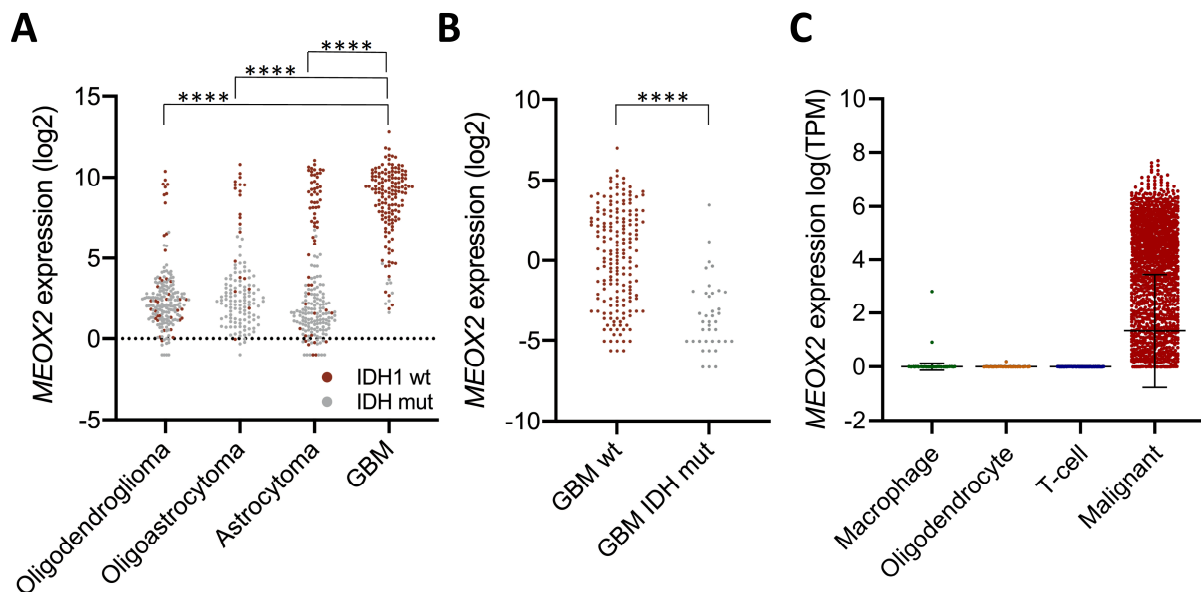 A
MEOX2 expression (log2)
15
10
5
0
-5
****
****
****
IDH1 wt
IDH mut
Oligodendroglioma
Oligoastrocytoma
Astrocytoma
GBM
B
MEOX2 expression (log2)
10
5
0
-5
-10
****
GBM wt
GBM IDH mut
C
MEOX2 expression log(TPM)
10
8
6
4
2
0
-2
Macrophage
Oligodendrocyte
T-cell
Malignant